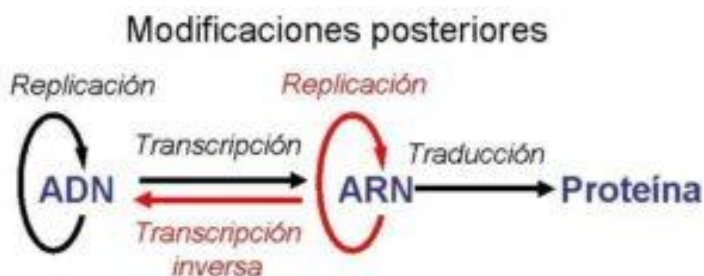 Modificaciones posteriores
Replicación
Replicación
Transcripción
Traducción
ADN
ARN
Proteína
Transcripción
inversa